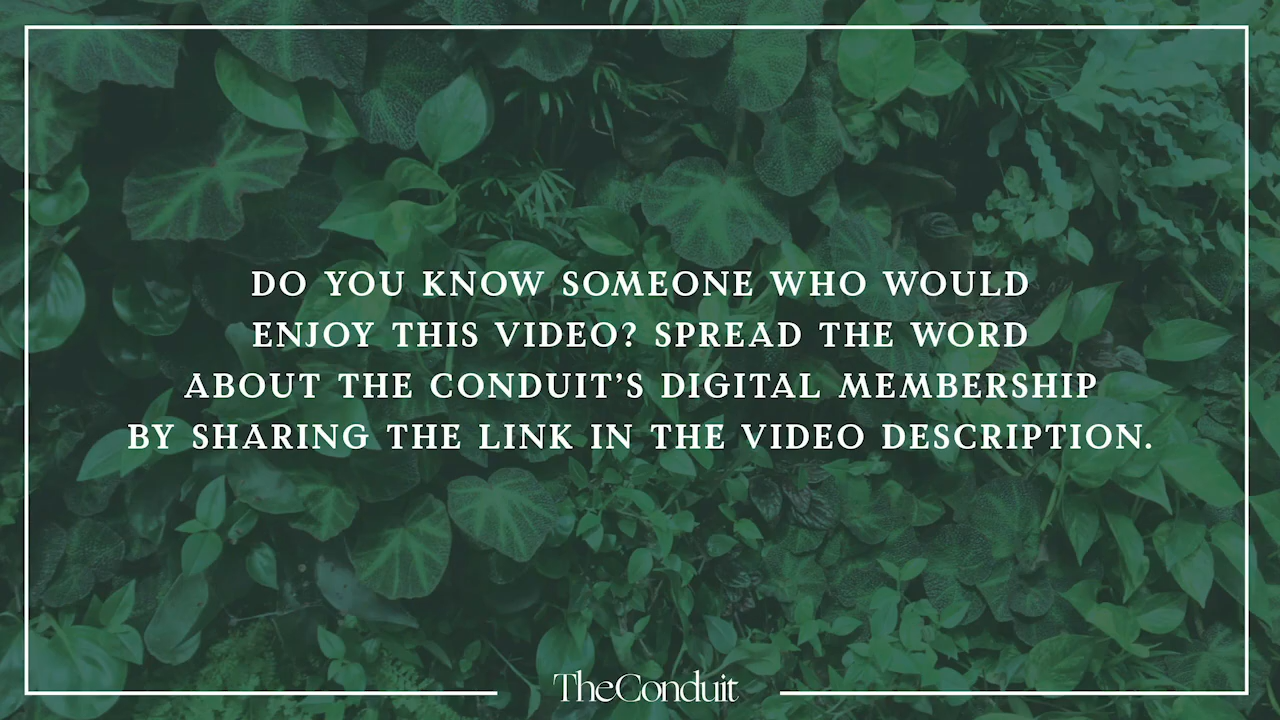 DO YOU KNOW SOMEONE WHO WOULD
ENJOY THIS VIDEO? SPREAD THE WORD
ABOUT THE CONDUIT’S DIGITAL MEMBERSHIP
BY SHARING THE LINK IN THE VIDEO DESCRIPTION.
TheConduit